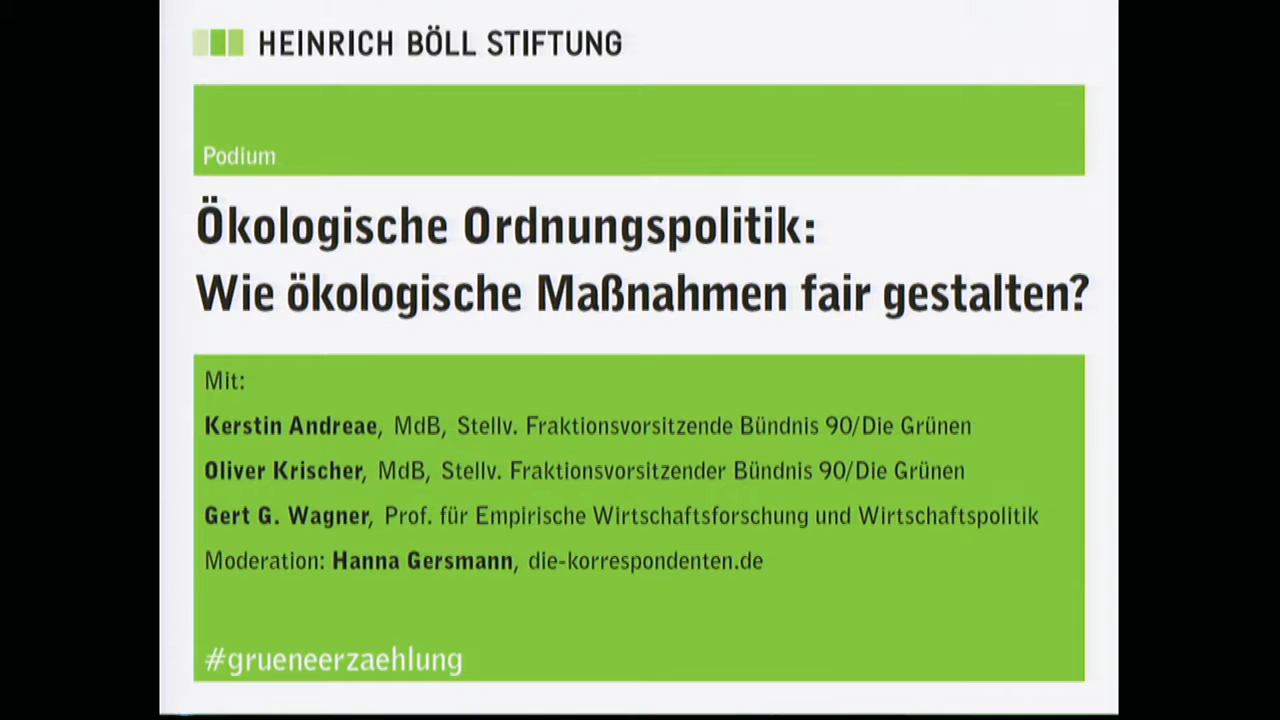 HEINRICH BÖLL STIFTUNG
Podium
Ökologische Ordnungspolitik:
Wie ökologische Maßnahmen fair gestalten?
Mit:
Kerstin Andreae, MdB, Stellv. Fraktionsvorsitzende Bündnis 90/Die Grünen
Oliver Krischer, MdB, Stellv. Fraktionsvorsitzender Bündnis 90/Die Grünen
Gert G. Wagner, Prof. für Empirische Wirtschaftsforschung und Wirtschaftspolitik
Moderation: Hanna Gersmann, die-korrespondenten.de
#grueneerzaehlung